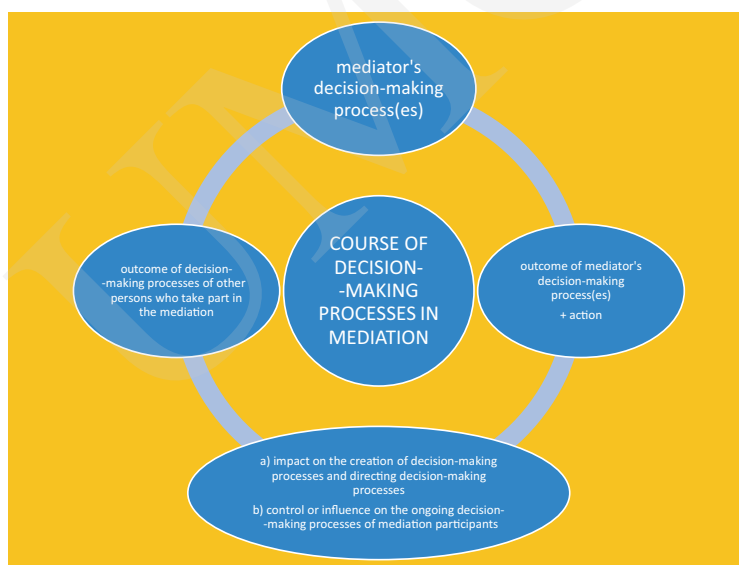 mediator's
decision-making
process(es)
COURSE OF
DECISION-
-MAKING
PROCESSES IN
MEDIATION
outcome of decision-
-making processes of other
persons who take part in
the mediation
outcome of mediator's
decision-making
process(es)
+ action
a) impact on the creation of decision-making
processes and directing decision-making
processes
b) control or influence on the ongoing decision-
-making processes of mediation participants